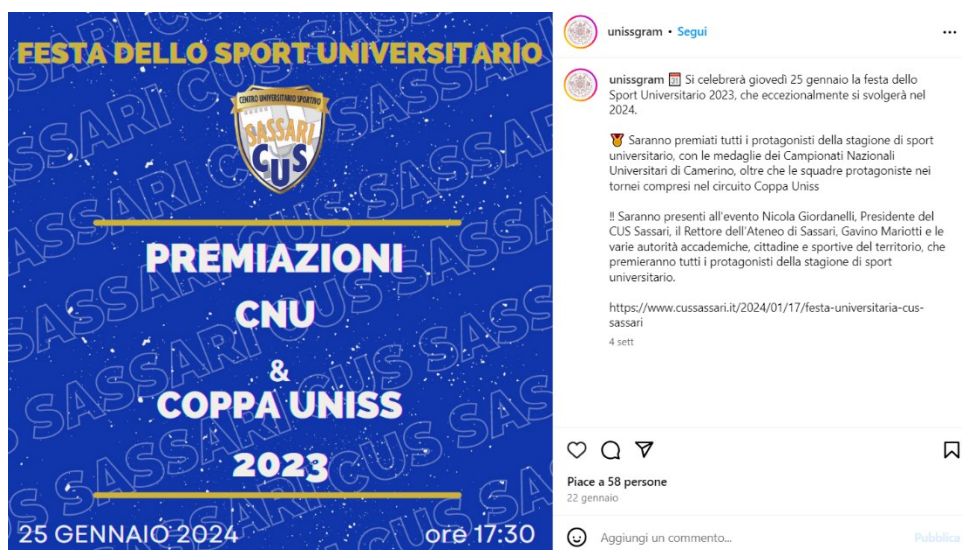 FESTA DELLO SPORT UNIVERSITARIO
CENTRO UNIVERSITARIO SPORTIVO
SASSARI
CUS
PREMIAZIONI
CNU
&
COPPA UNISS
2023
25 GENNAIO 2024
ore 17:30
unissgram • Segui
unissgram 📅 Si celebrerà giovedì 25 gennaio la festa dello
Sport Universitario 2023, che eccezionalmente si svolgerà nel
2024.
🏅 Saranno premiati tutti i protagonisti della stagione di sport
universitario, con le medaglie dei Campionati Nazionali
Universitari di Camerino, oltre che le squadre protagoniste nei
tornei compresi nel circuito Coppa Uniss
‼ Saranno presenti all'evento Nicola Giordanelli, Presidente del
CUS Sassari, il Rettore dell'Ateneo di Sassari, Gavino Mariotti e le
varie autorità accademiche, cittadine e sportive del territorio, che
premieranno tutti i protagonisti della stagione di sport
universitario.
https://www.cussassari.it/2024/01/17/festa-universitaria-cus-
sassari
4 sett
Piace a 58 persone
22 gennaio
Aggiungi un commento...
Pubblica